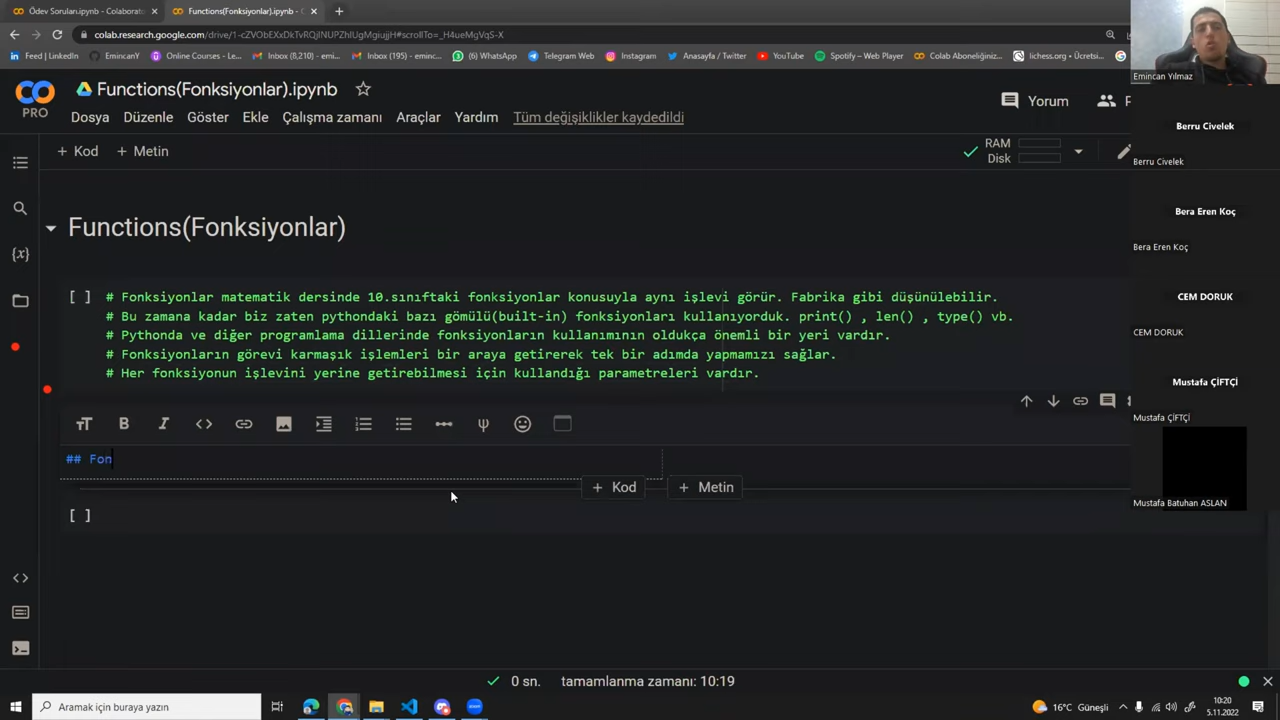 Ödev Soruları.ipynb - Colaborato
Functions(Fonksiyonlar).ipynb - C
colab.research.google.com/drive/1-cZVObEXxDkTvRQjINUPZhIUgMgiujjH#scrollTo=_H4ueMgVqS-X
Feed | LinkedIn
EmincanY
Online Courses - Le...
Inbox (8,210) - emi...
Inbox (195) - eminc...
(6) WhatsApp
Telegram Web
Instagram
Anasayfa / Twitter
YouTube
Spotify – Web Player
Colab Aboneliğiniz...
lichess.org • Ücretsi...
Functions(Fonksiyonlar).ipynb
PRO
Dosya Düzenle Göster Ekle Çalışma zamanı Araçlar Yardım Tüm değişiklikler kaydedildi
Yorum
+ Kod + Metin
RAM
Disk
Functions(Fonksiyonlar)
[ ] # Fonksiyonlar matematik dersinde 10.sınıftaki fonksiyonlar konusuyla aynı işlevi görür. Fabrika gibi düşünülebilir.
# Bu zamana kadar biz zaten pythondaki bazı gömülü(built-in) fonksiyonları kullanıyorduk. print() , len() , type() vb.
# Pythonda ve diğer programlama dillerinde fonksiyonların kullanımının oldukça önemli bir yeri vardır.
# Fonksiyonların görevi karmaşık işlemleri bir araya getirerek tek bir adımda yapmamızı sağlar.
# Her fonksiyonun işlevini yerine getirebilmesi için kullandığı parametreleri vardır.
## Fon
+ Kod + Metin
[ ]
0 sn. tamamlanma zamanı: 10:19
Emincan Yılmaz
Berru Civelek
Berru Civelek
Bera Eren Koç
Bera Eren Koç
CEM DORUK
CEM DORUK
Mustafa ÇİFTÇİ
Mustafa ÇİFTÇİ
Mustafa Batuhan ASLAN
Aramak için buraya yazın
16°C Güneşli
10:20
5.11.2022